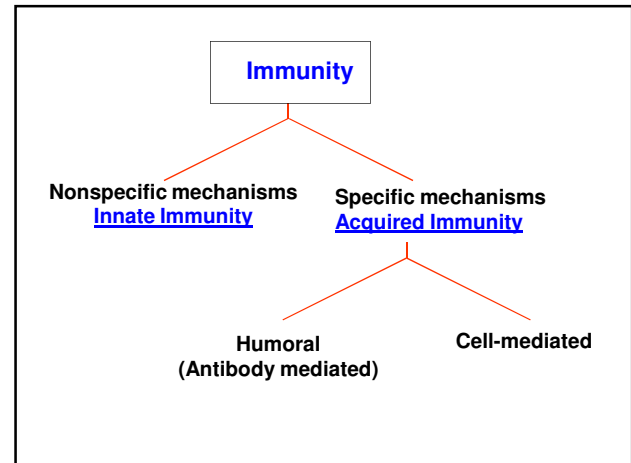 Immunity
Nonspecific mechanisms
Innate Immunity
Specific mechanisms
Acquired Immunity
Humoral
(Antibody mediated)
Cell-mediated